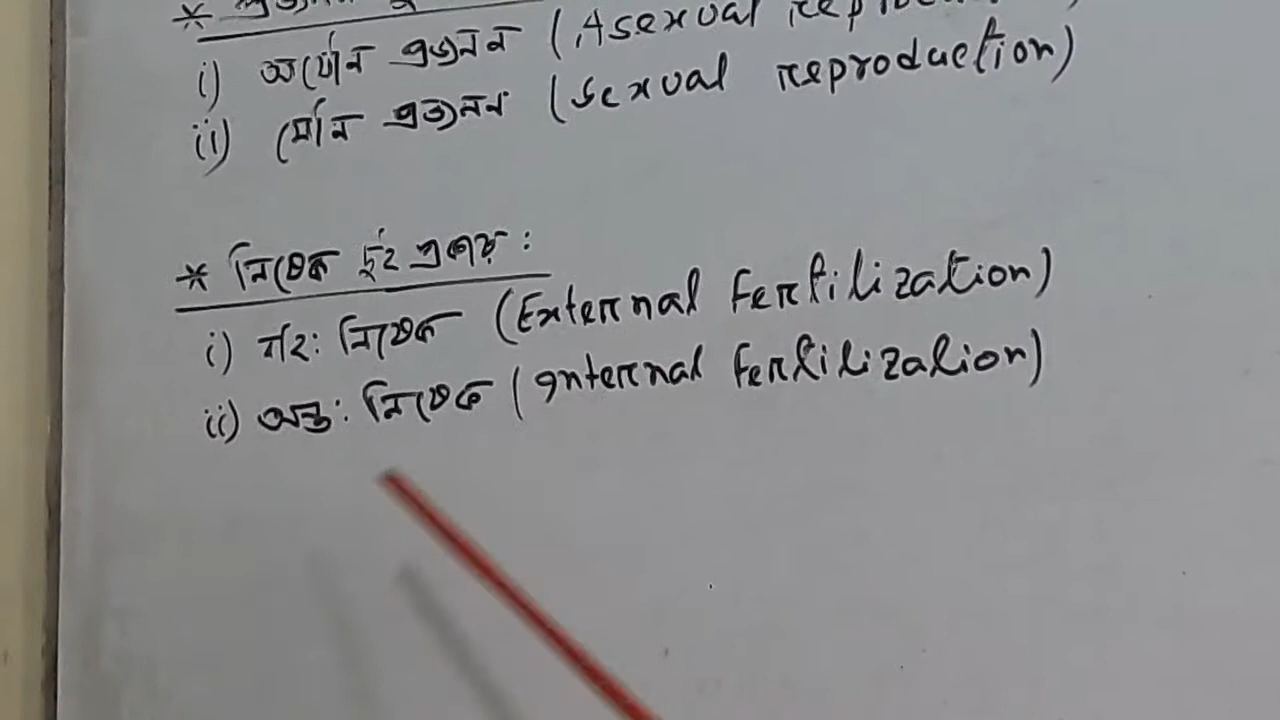 *
i) অযৌন প্রজনন (Asexual
ii) যৌন প্রজনন (Sexual reproduction)
* নিষেক দুই প্রকার:
i) বহি: নিষেক (External Fertilization)
ii) অন্ত: নিষেক (Internal Fertilization)